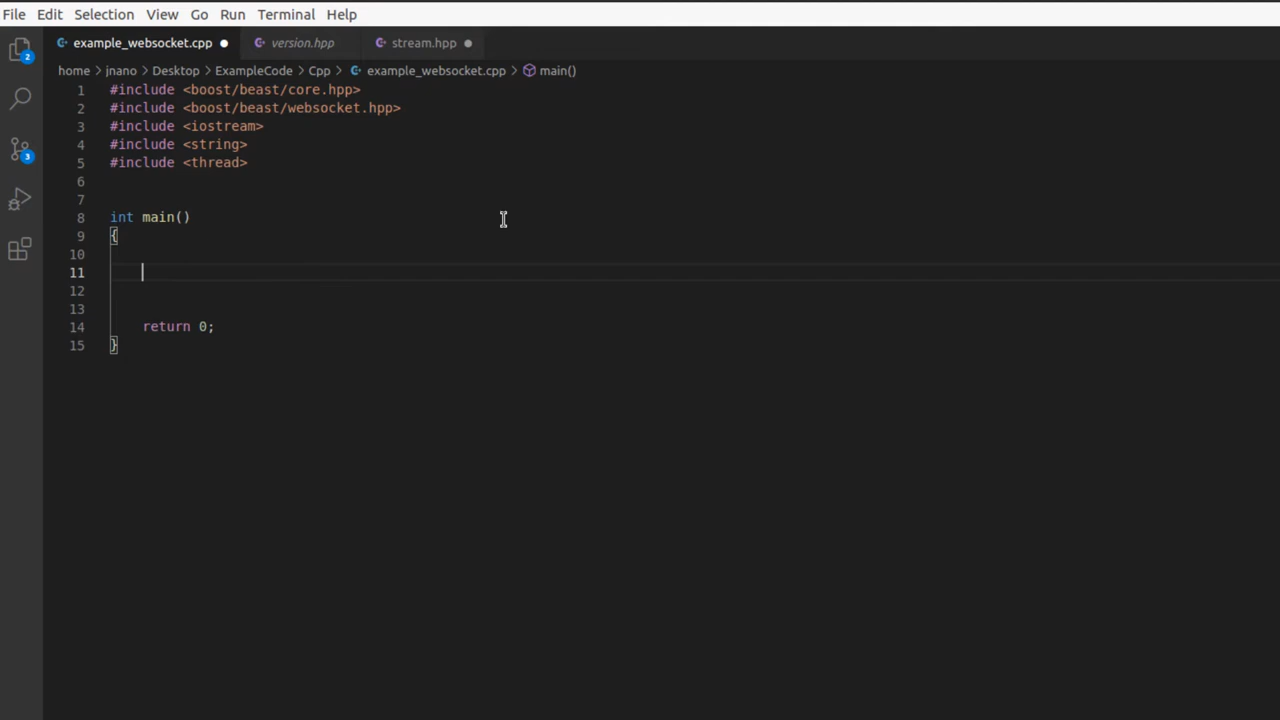 File Edit Selection View Go Run Terminal Help
example_websocket.cpp version.hpp stream.hpp
home > jnano > Desktop > ExampleCode > Cpp > example_websocket.cpp > main()
1 #include <boost/beast/core.hpp>
2 #include <boost/beast/websocket.hpp>
3 #include <iostream>
4 #include <string>
5 #include <thread>
6
7
8 int main()
9 {
10
11
12
13
14 return 0;
15 }
2
3